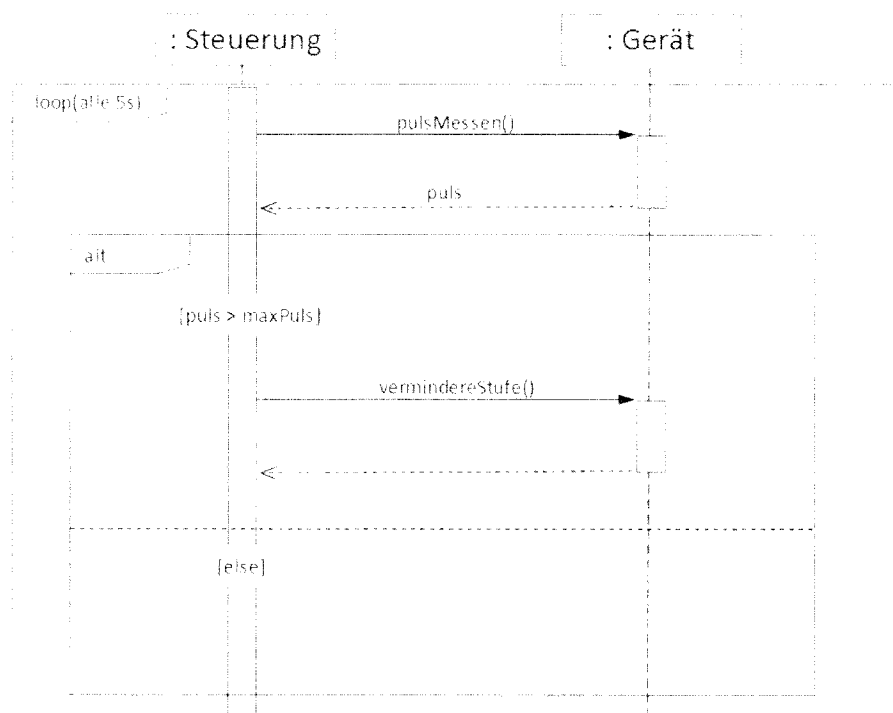 : Steuerung
: Gerät
loop(alle 5s)
pulsMessen()
puls
alt
[puls > maxPuls]
vermindereStufe()
[else]